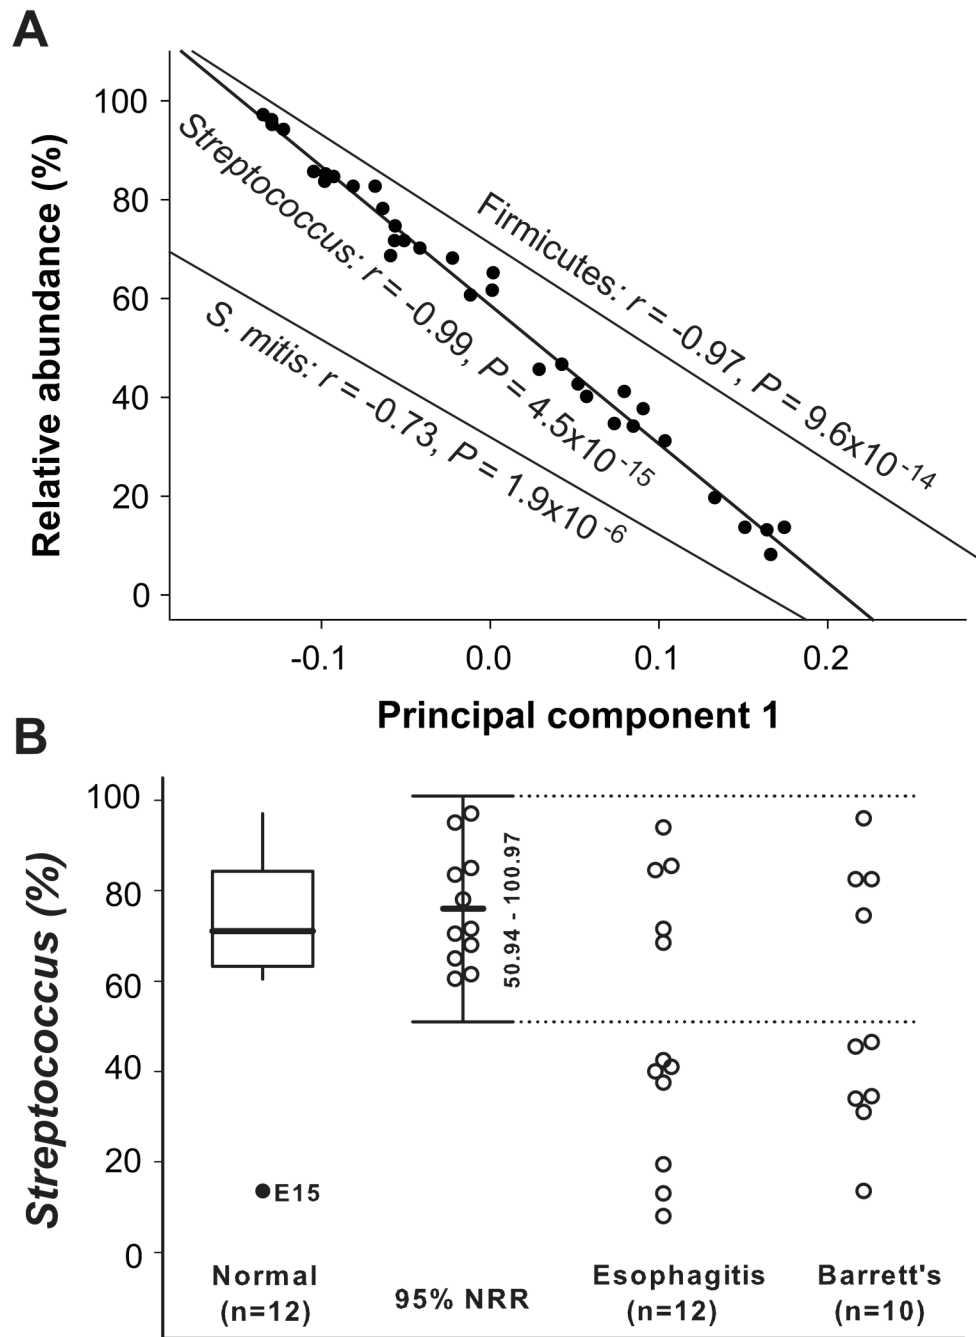 A
Relative abundance (%)
100
80
60
40
20
0
Firmicutes: r = -0.97, P = 9.6x10 -14
Streptococcus: r = -0.99, P = 4.5x10 -15
S. mitis: r = -0.73, P = 1.9x10 -6
-0.1 0.0 0.1 0.2
Principal component 1
B
Streptococcus (%)
100
80
60
40
20
0
50.94 - 100.97
E15
Normal
(n=12)
95% NRR
Esophagitis
(n=12)
Barrett's
(n=10)